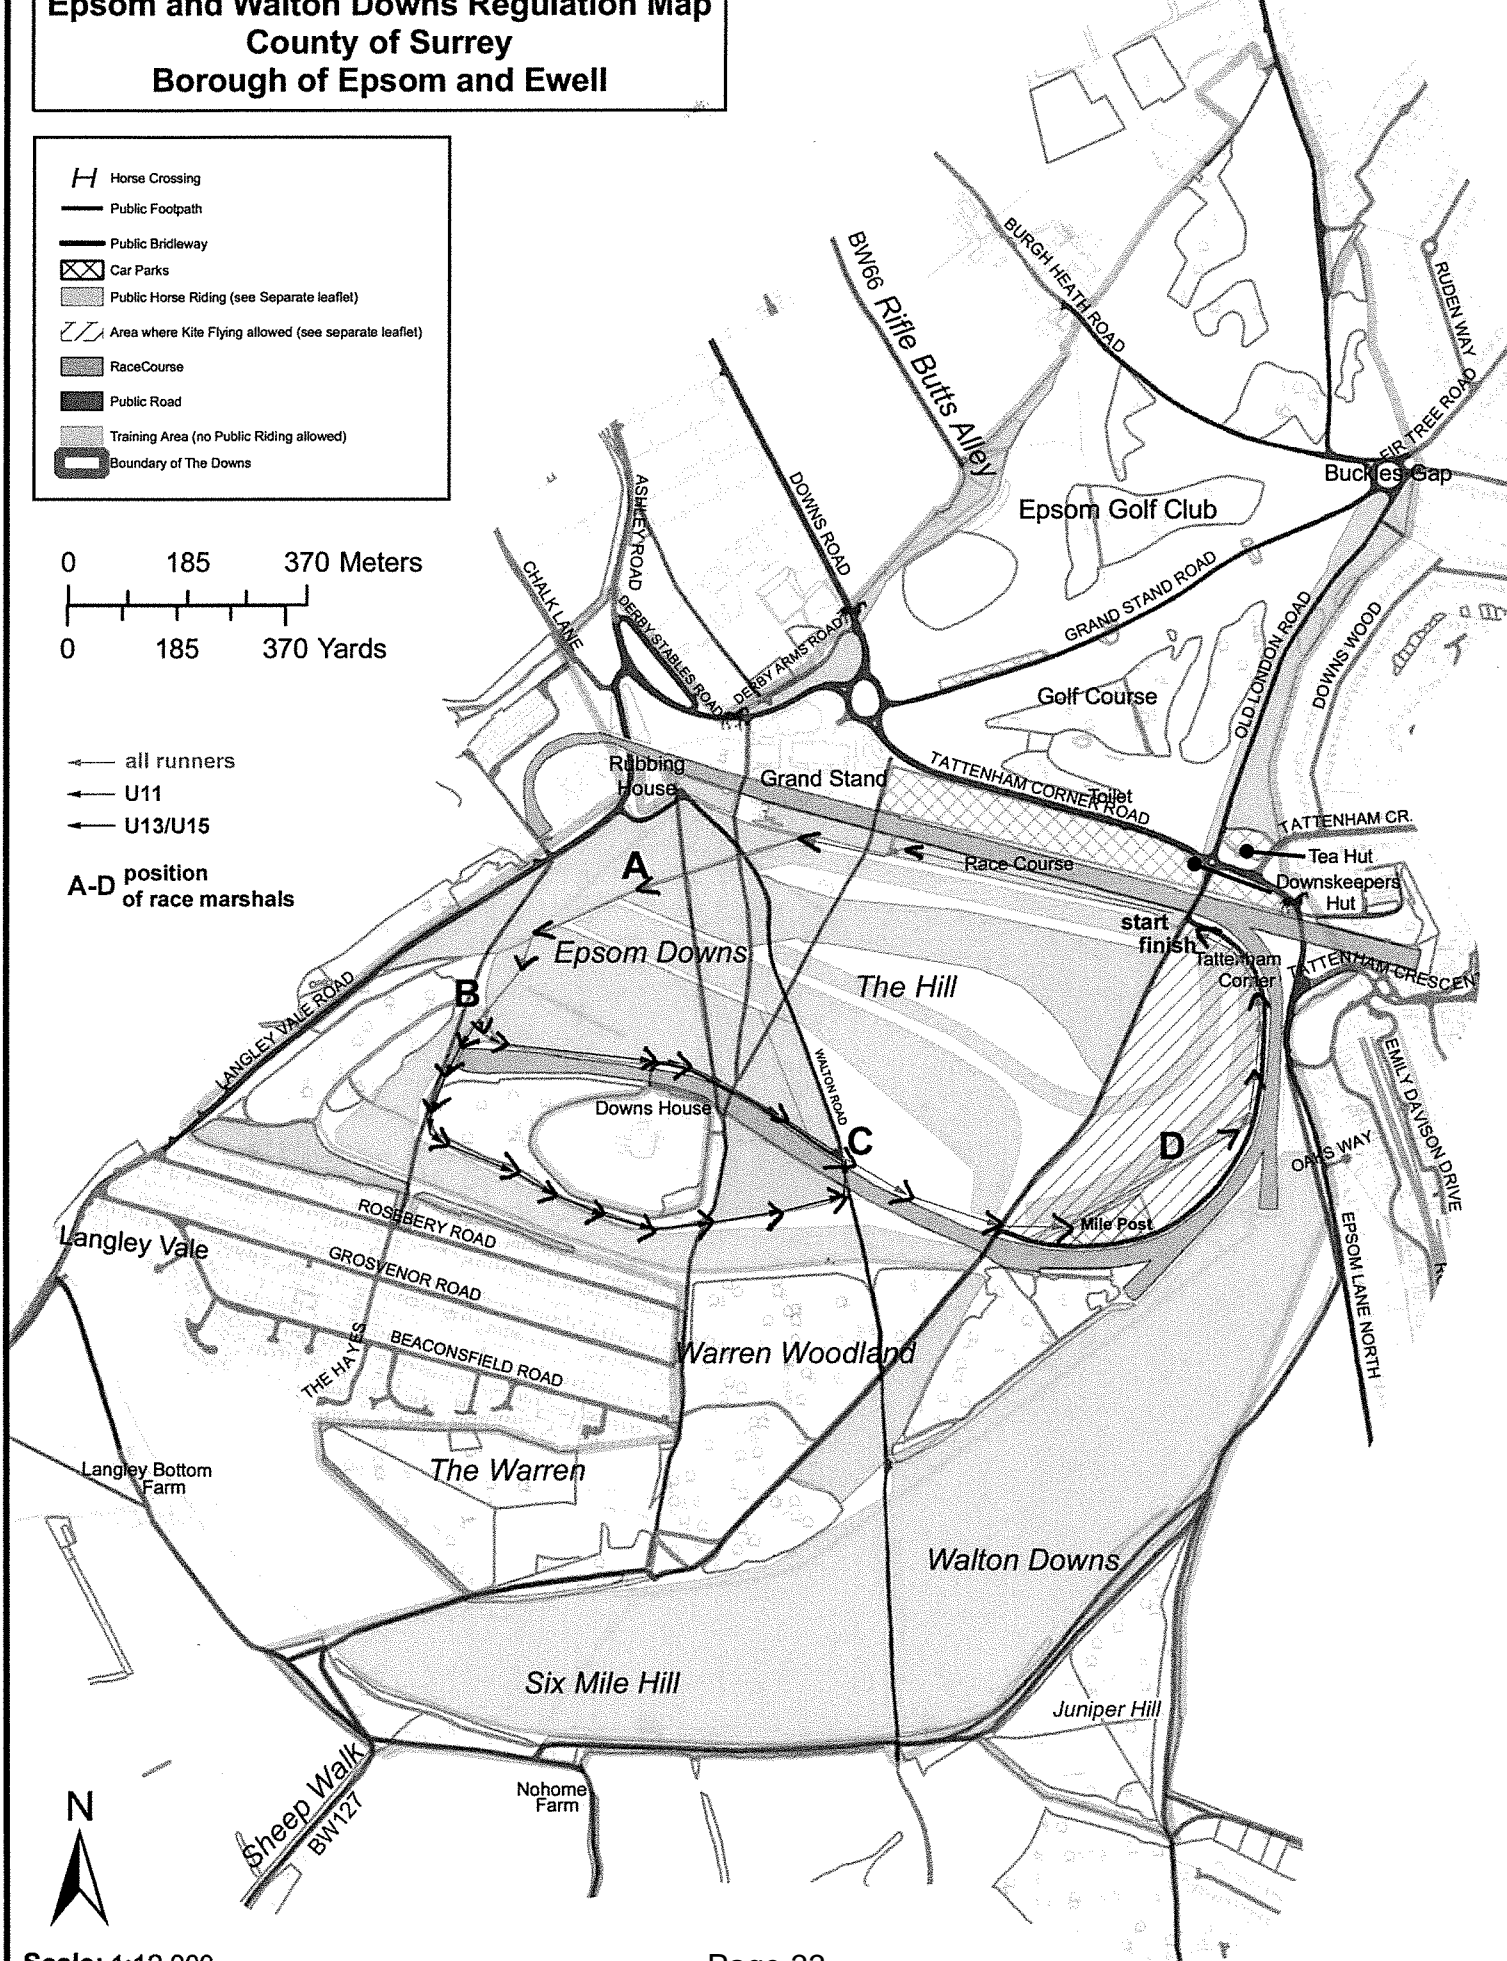 Epsom and Walton Downs Regulation Map
County of Surrey
Borough of Epsom and Ewell
H Horse Crossing
Public Footpath
Public Bridleway
Car Parks
Public Horse Riding (see Separate leaflet)
Area where Kite Flying allowed (see separate leaflet)
RaceCourse
Public Road
Training Area (no Public Riding allowed)
Boundary of The Downs
0 185 370 Meters
0 185 370 Yards
all runners
U11
U13/U15
A-D position
of race marshals
BURGH HEATH ROAD
BW66 Rifle Butts Alley
RUDEN WAY
FIR TREE ROAD
Buckles Gap
ASHLEY ROAD
DOWNS ROAD
Epsom Golf Club
CHALK LANE
DERBY STABLES ROAD
DERBY ARMS ROAD
GRAND STAND ROAD
OLD LONDON ROAD
DOWNS WOOD
Golf Course
Rubbing
House
Grand Stand
TATTENHAM CORNER ROAD
Toilet
TATTENHAM CR.
Tea Hut
Race Course
Downskeepers
Hut
A
start
finish
Epsom Downs
Tattenham
Corner
TATTENHAM CRESCENT
The Hill
B
LANGLEY VALE ROAD
WALTON ROAD
EMILY DAVISON DRIVE
Downs House
C
D
OAKS WAY
Mile Post
ROSEBERY ROAD
Langley Vale
GROSVENOR ROAD
EPSOM LANE NORTH
THE HAYES
BEACONSFIELD ROAD
Warren Woodland
Langley Bottom
Farm
The Warren
Walton Downs
Six Mile Hill
Juniper Hill
Sheep Walk
BW127
Nohome
Farm
N